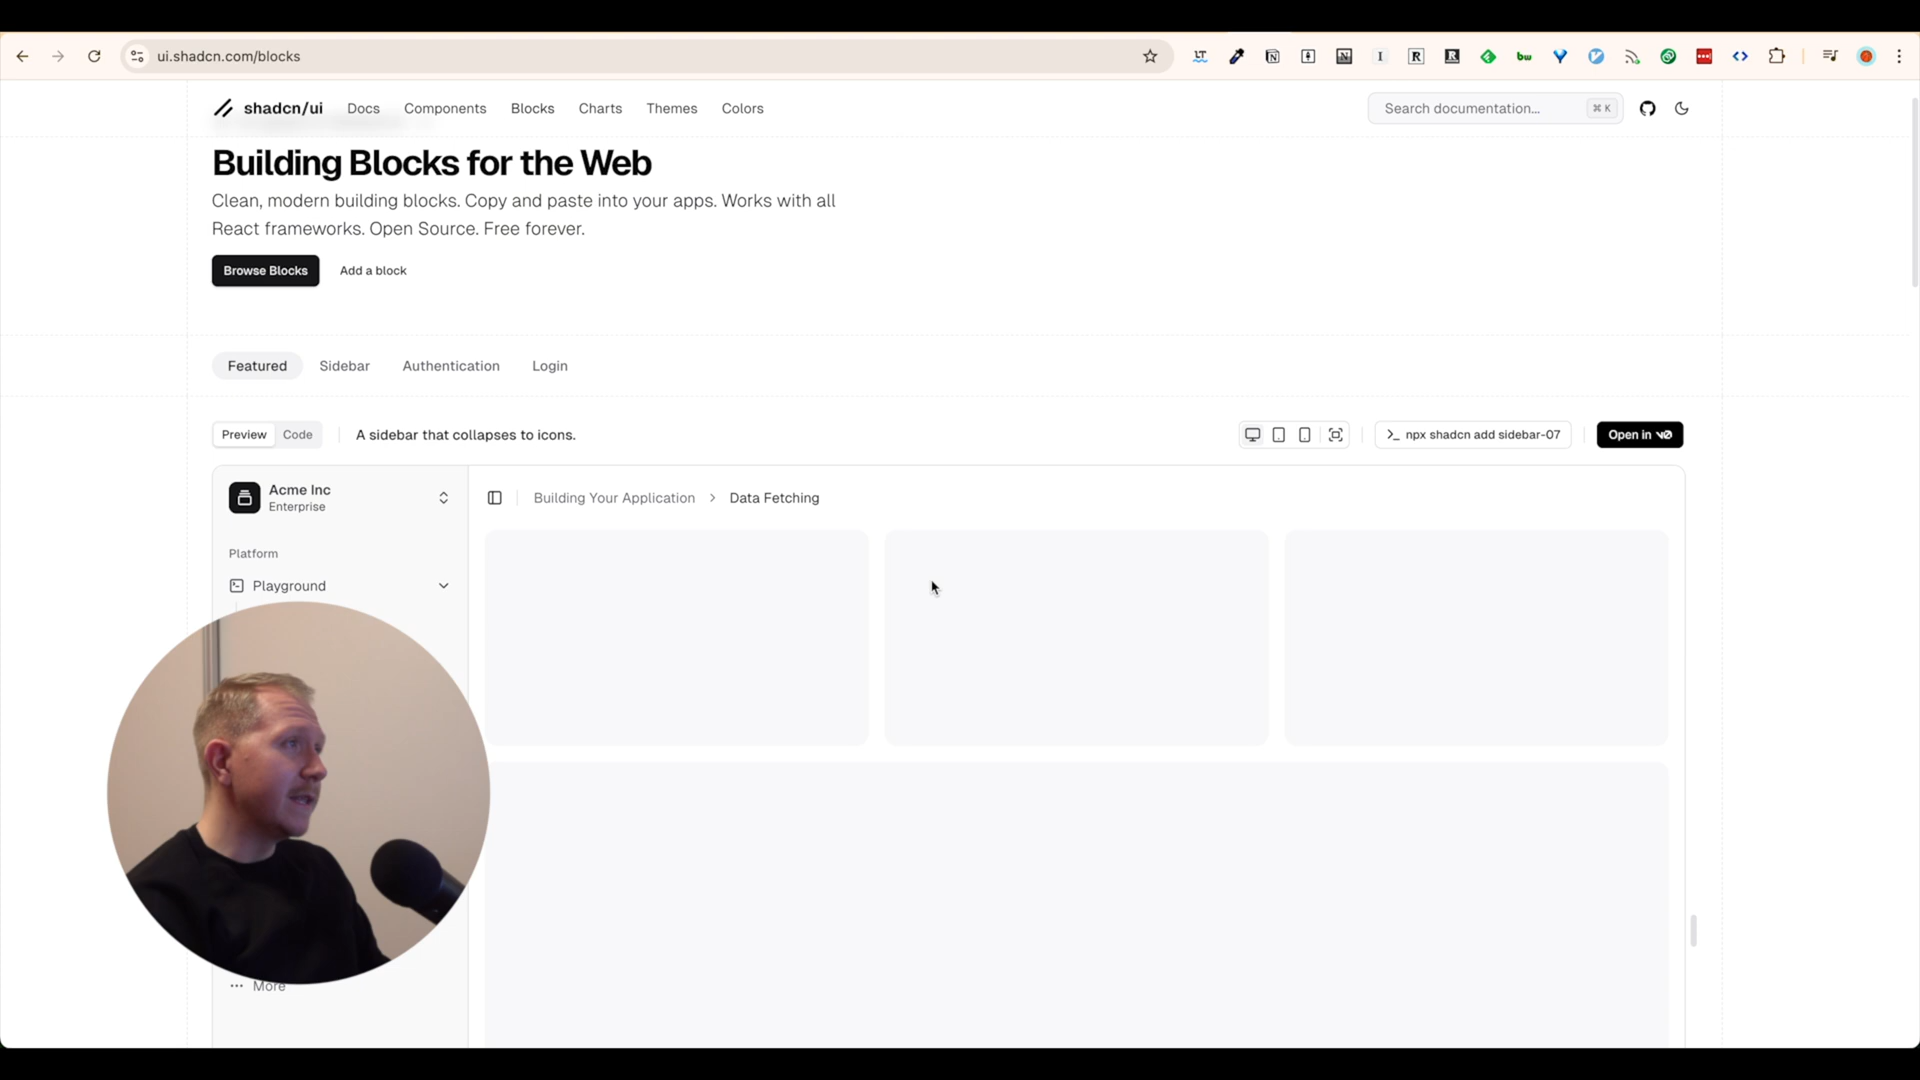 ui.shadcn.com/blocks
shadcn/ui Docs Components Blocks Charts Themes Colors
Search documentation... ⌘ K
Building Blocks for the Web
Clean, modern building blocks. Copy and paste into your apps. Works with all
React frameworks. Open Source. Free forever.
Browse Blocks Add a block
Featured Sidebar Authentication Login
Preview Code A sidebar that collapses to icons. >_ npx shadcn add sidebar-07 Open in v0
Acme Inc
Enterprise
Building Your Application > Data Fetching
Platform
Playground
More